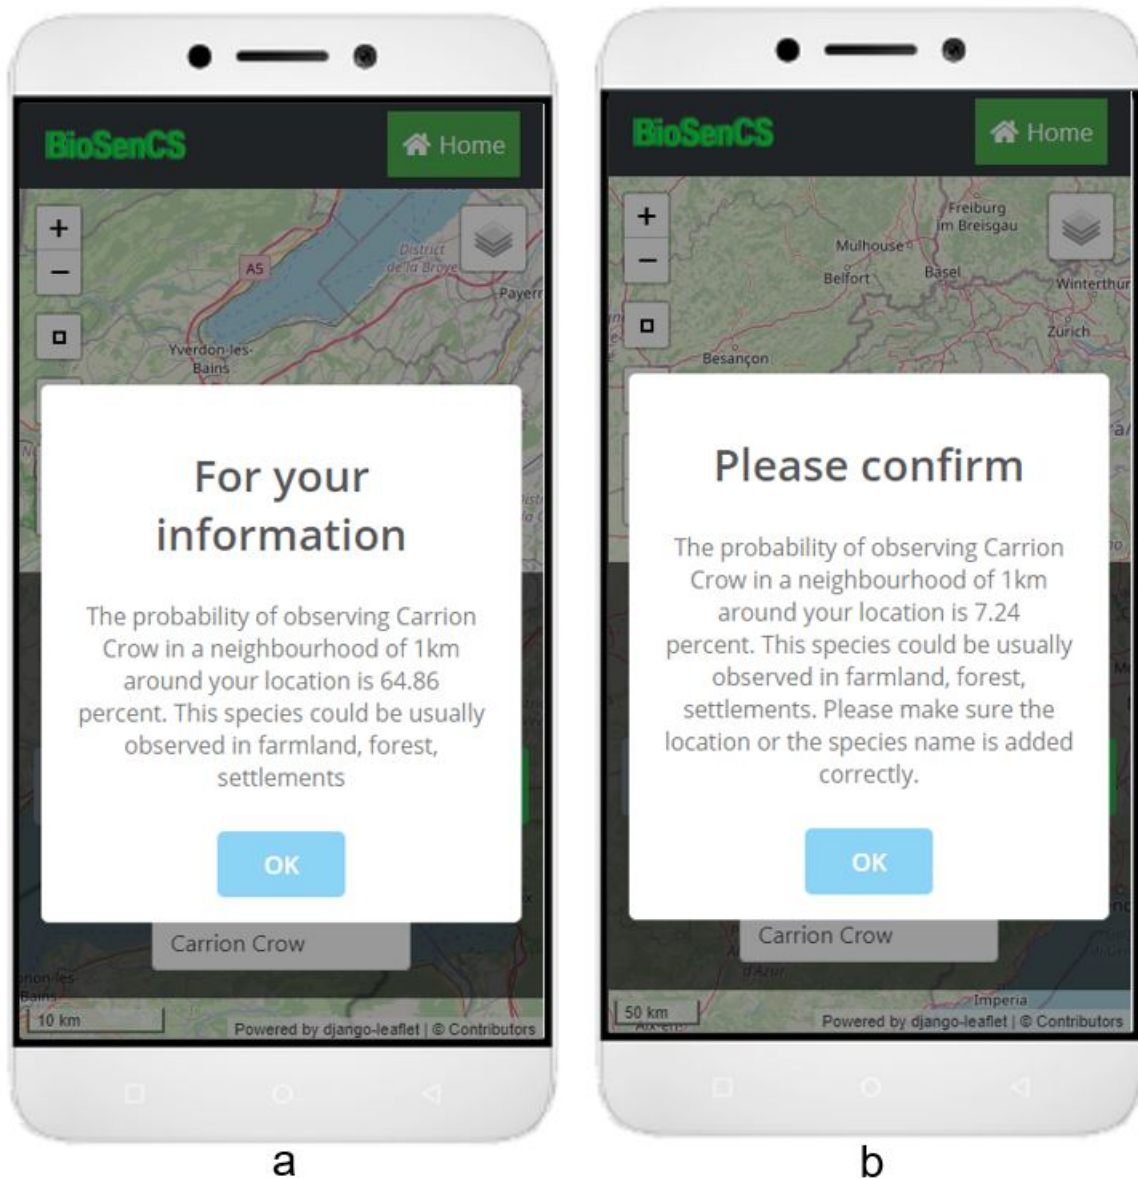 BioSenCS
Home
+
−
A5
District
de la Broye
Payern
Yverdon-les-
Bains
For your
information
The probability of observing Carrion
Crow in a neighbourhood of 1km
around your location is 64.86
percent. This species could be usually
observed in farmland, forest,
settlements
OK
Carrion Crow
10 km
Powered by django-leaflet | © Contributors
a
BioSenCS
Home
+
−
Freiburg
im Breisgau
Mulhouse
Belfort
Basel
Winterthur
Zürich
Besançon
Please confirm
The probability of observing Carrion
Crow in a neighbourhood of 1km
around your location is 7.24
percent. This species could be usually
observed in farmland, forest,
settlements. Please make sure the
location or the species name is added
correctly.
OK
Carrion Crow
d'Azur
Imperia
50 km
Powered by django-leaflet | © Contributors
b